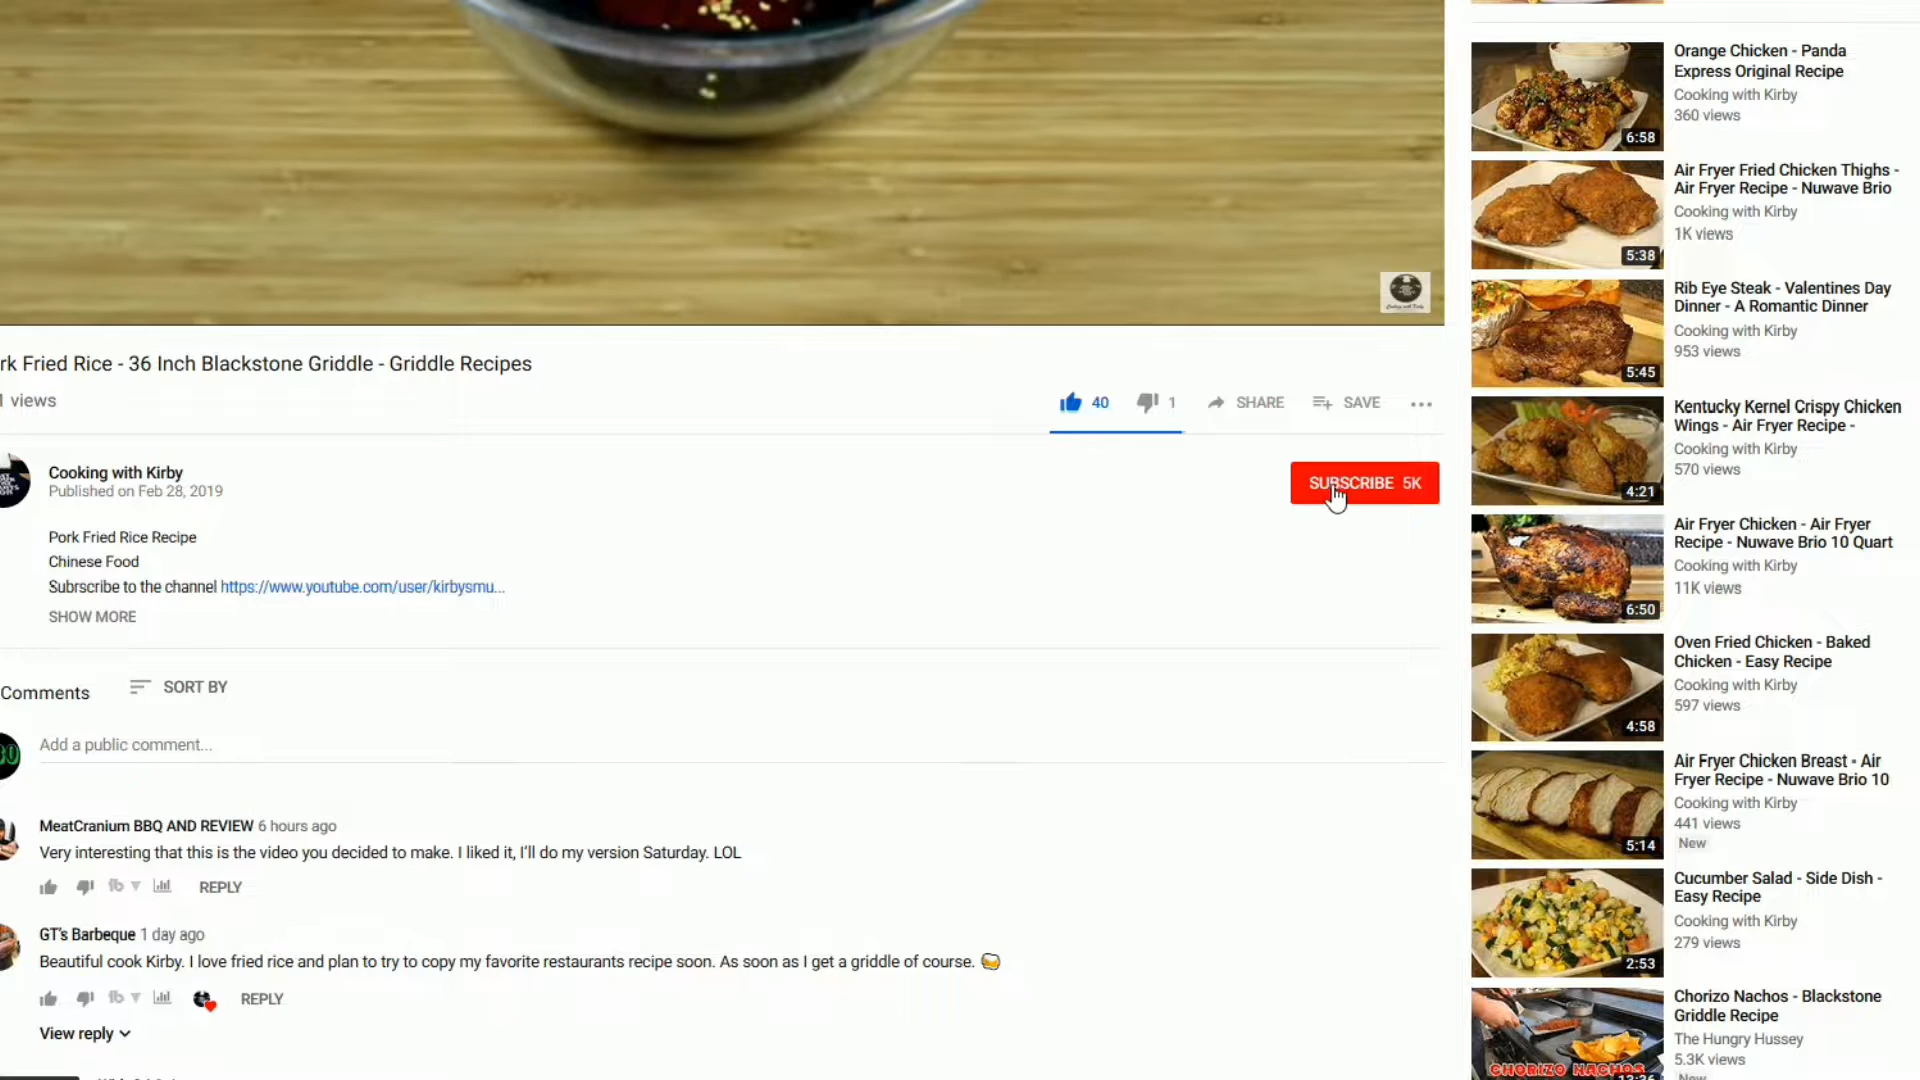 rk Fried Rice - 36 Inch Blackstone Griddle - Griddle Recipes
1 views
40
1
SHARE
SAVE
Cooking with Kirby
Published on Feb 28, 2019
SUBSCRIBE 5K
Pork Fried Rice Recipe
Chinese Food
Subrscribe to the channel https://www.youtube.com/user/kirbysmu...
SHOW MORE
Comments
SORT BY
Add a public comment...
MeatCranium BBQ AND REVIEW 6 hours ago
Very interesting that this is the video you decided to make. I liked it, I'll do my version Saturday. LOL
REPLY
GT's Barbeque 1 day ago
Beautiful cook Kirby. I love fried rice and plan to try to copy my favorite restaurants recipe soon. As soon as I get a griddle of course.
REPLY
View reply
Orange Chicken - Panda
Express Original Recipe
Cooking with Kirby
360 views
6:58
Air Fryer Fried Chicken Thighs -
Air Fryer Recipe - Nuwave Brio
Cooking with Kirby
1K views
5:38
Rib Eye Steak - Valentines Day
Dinner - A Romantic Dinner
Cooking with Kirby
953 views
5:45
Kentucky Kernel Crispy Chicken
Wings - Air Fryer Recipe -
Cooking with Kirby
570 views
4:21
Air Fryer Chicken - Air Fryer
Recipe - Nuwave Brio 10 Quart
Cooking with Kirby
11K views
6:50
Oven Fried Chicken - Baked
Chicken - Easy Recipe
Cooking with Kirby
597 views
4:58
Air Fryer Chicken Breast - Air
Fryer Recipe - Nuwave Brio 10
Cooking with Kirby
441 views
New
5:14
Cucumber Salad - Side Dish -
Easy Recipe
Cooking with Kirby
279 views
2:53
Chorizo Nachos - Blackstone
Griddle Recipe
The Hungry Hussey
5.3K views
New
CHORIZO NACHOS